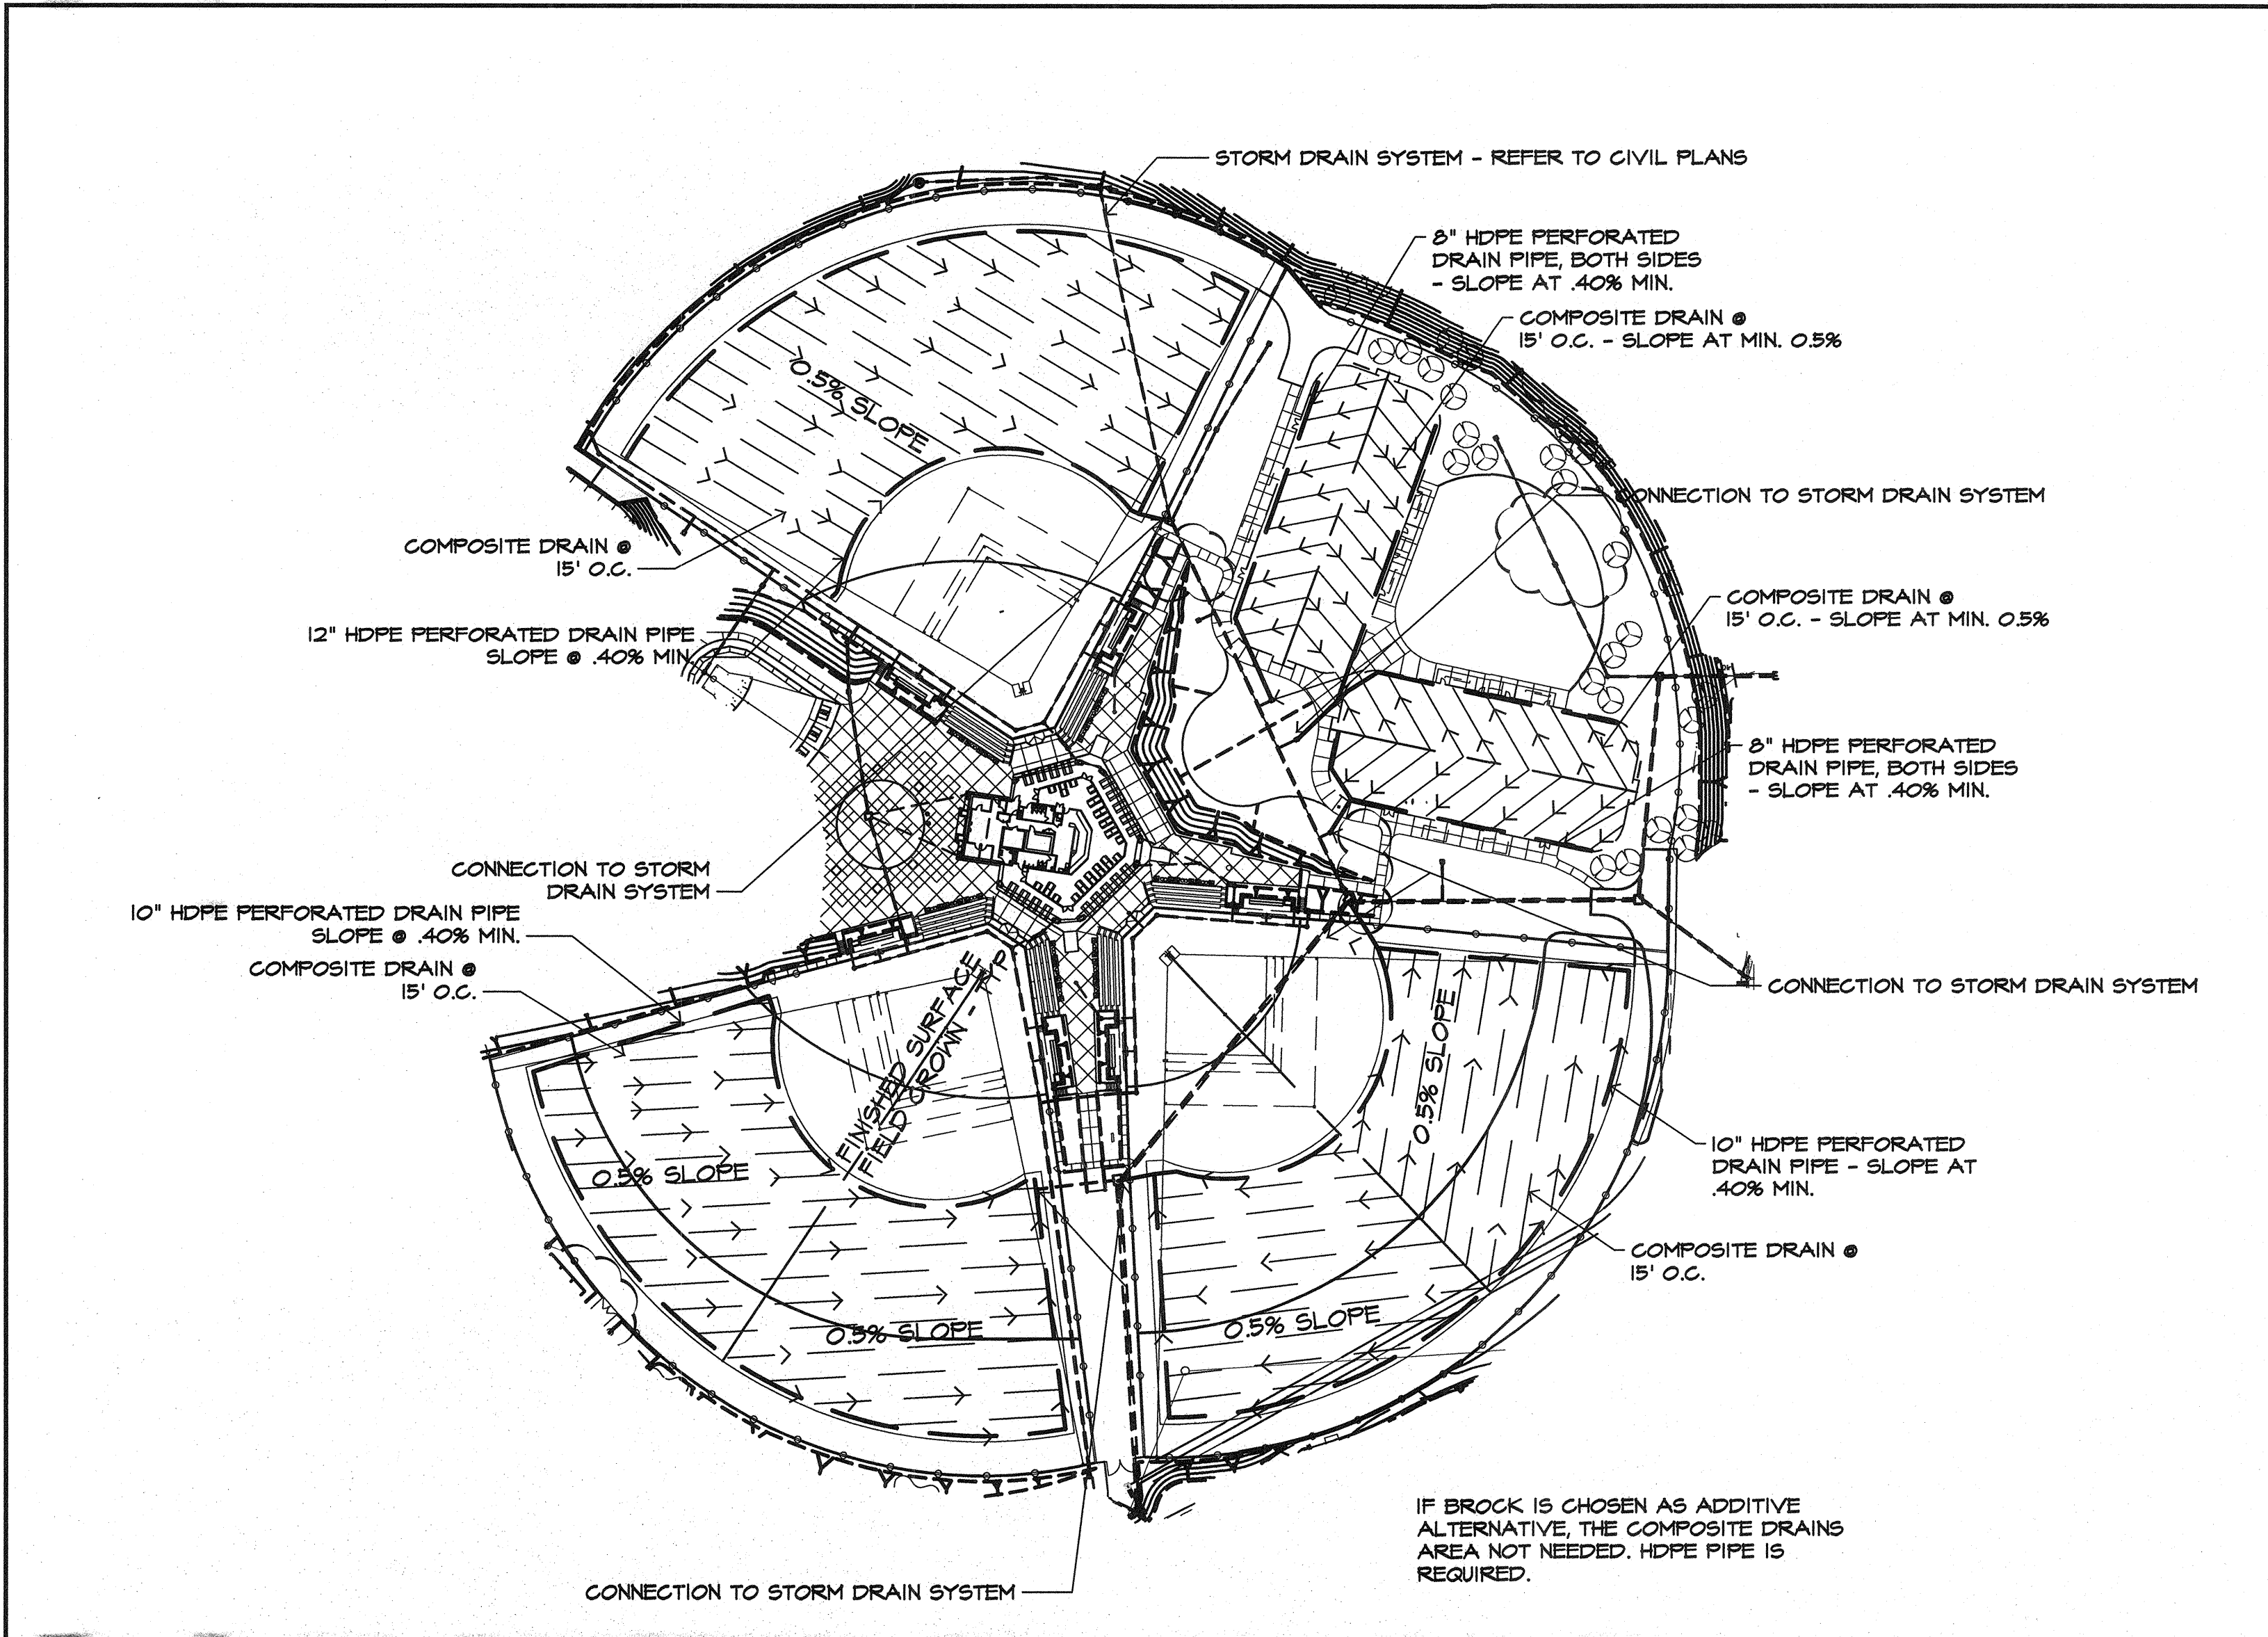 STORM DRAIN SYSTEM - REFER TO CIVIL PLANS
8" HDPE PERFORATED
DRAIN PIPE, BOTH SIDES
- SLOPE AT .40% MIN.
COMPOSITE DRAIN @
15' O.C. - SLOPE AT MIN. 0.5%
0.5% SLOPE
CONNECTION TO STORM DRAIN SYSTEM
COMPOSITE DRAIN @
15' O.C.
COMPOSITE DRAIN @
15' O.C. - SLOPE AT MIN. 0.5%
12" HDPE PERFORATED DRAIN PIPE
SLOPE @ .40% MIN.
8" HDPE PERFORATED
DRAIN PIPE, BOTH SIDES
- SLOPE AT .40% MIN.
CONNECTION TO STORM
DRAIN SYSTEM
10" HDPE PERFORATED DRAIN PIPE
SLOPE @ .40% MIN.
COMPOSITE DRAIN @
15' O.C.
FINISHED SURFACE
FIELD CROWN - TYP
0.5% SLOPE
CONNECTION TO STORM DRAIN SYSTEM
0.5% SLOPE
10" HDPE PERFORATED
DRAIN PIPE - SLOPE AT
.40% MIN.
COMPOSITE DRAIN @
15' O.C.
0.5% SLOPE
0.5% SLOPE
IF BROCK IS CHOSEN AS ADDITIVE
ALTERNATIVE, THE COMPOSITE DRAINS
AREA NOT NEEDED. HDPE PIPE IS
REQUIRED.
CONNECTION TO STORM DRAIN SYSTEM